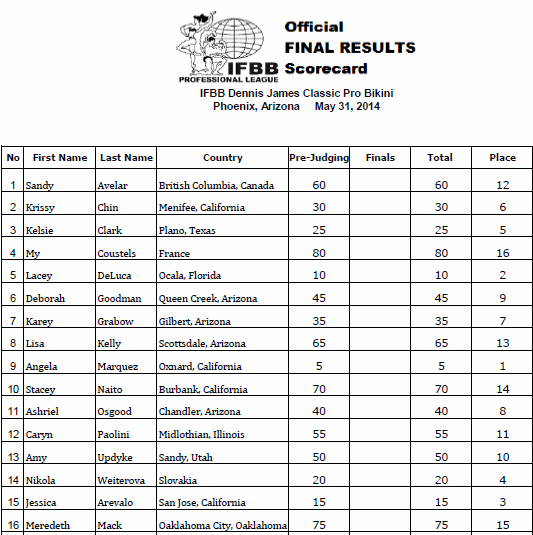 Official
FINAL RESULTS
IFBB Scorecard
PROFESSIONAL LEAGUE
IFBB Dennis James Classic Pro Bikini
Phoenix, Arizona May 31, 2014
No First Name Last Name Country Pre-Judging Finals Total Place
1 Sandy Avelar British Columbia, Canada 60 60 12
2 Krissy Chin Menifee, California 30 30 6
3 Kelsie Clark Plano, Texas 25 25 5
4 My Coustels France 80 80 16
5 Lacey DeLuca Ocala, Florida 10 10 2
6 Deborah Goodman Queen Creek, Arizona 45 45 9
7 Karey Grabow Gilbert, Arizona 35 35 7
8 Lisa Kelly Scottsdale, Arizona 65 65 13
9 Angela Marquez Oxnard, California 5 5 1
10 Stacey Naito Burbank, California 70 70 14
11 Ashriel Osgood Chandler, Arizona 40 40 8
12 Caryn Paolini Midlothian, Illinois 55 55 11
13 Amy Updyke Sandy, Utah 50 50 10
14 Nikola Weiterova Slovakia 20 20 4
15 Jessica Arevalo San Jose, California 15 15 3
16 Meredeth Mack Oaklahoma City, Oaklahoma 75 75 15